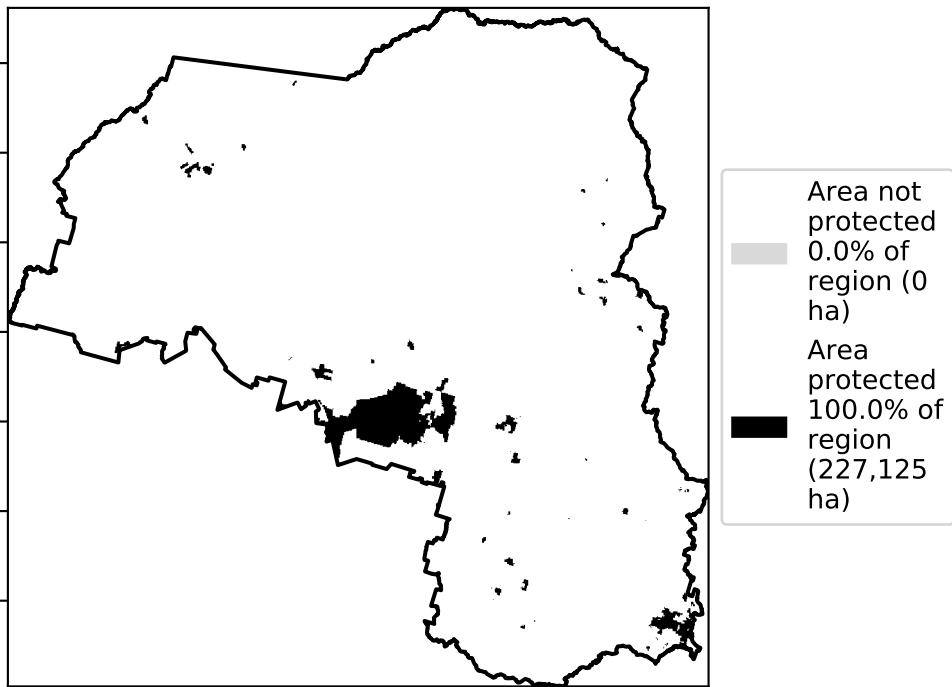 Area not
protected
0.0% of
region (0
ha)
Area
protected
100.0% of
region
(227,125
ha)